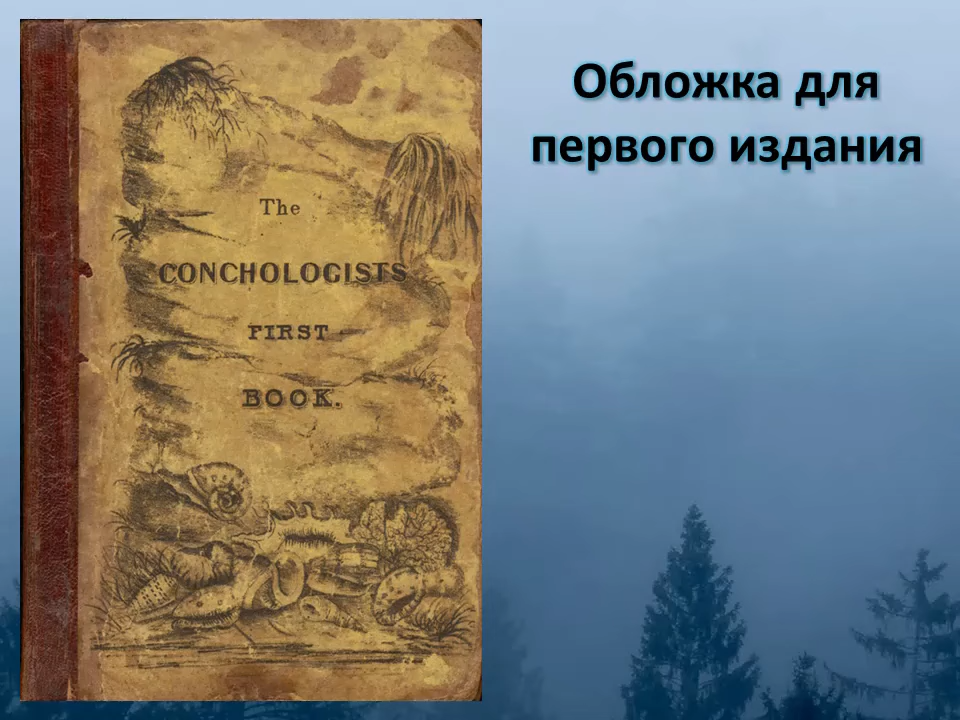 The
CONCHOLOGISTS
FIRST
BOOK.
Обложка для
первого издания